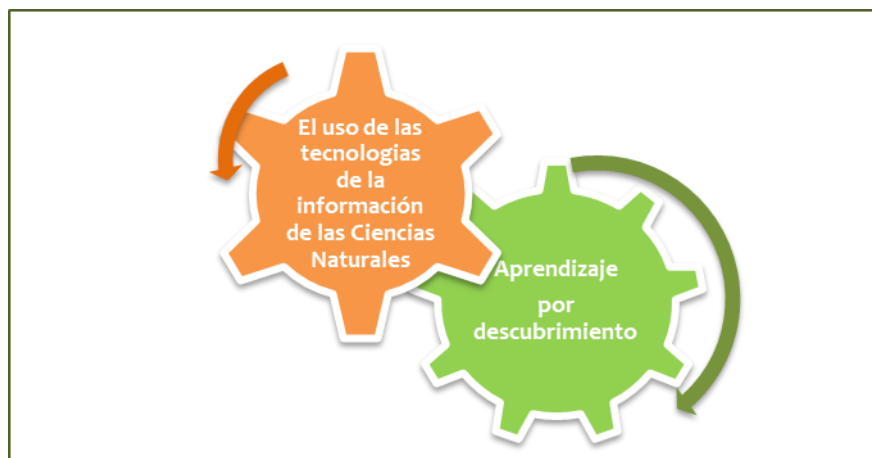 El uso de las
tecnologias
de la
información
de las Ciencias
Naturales
Aprendizaje
por
descubrimiento